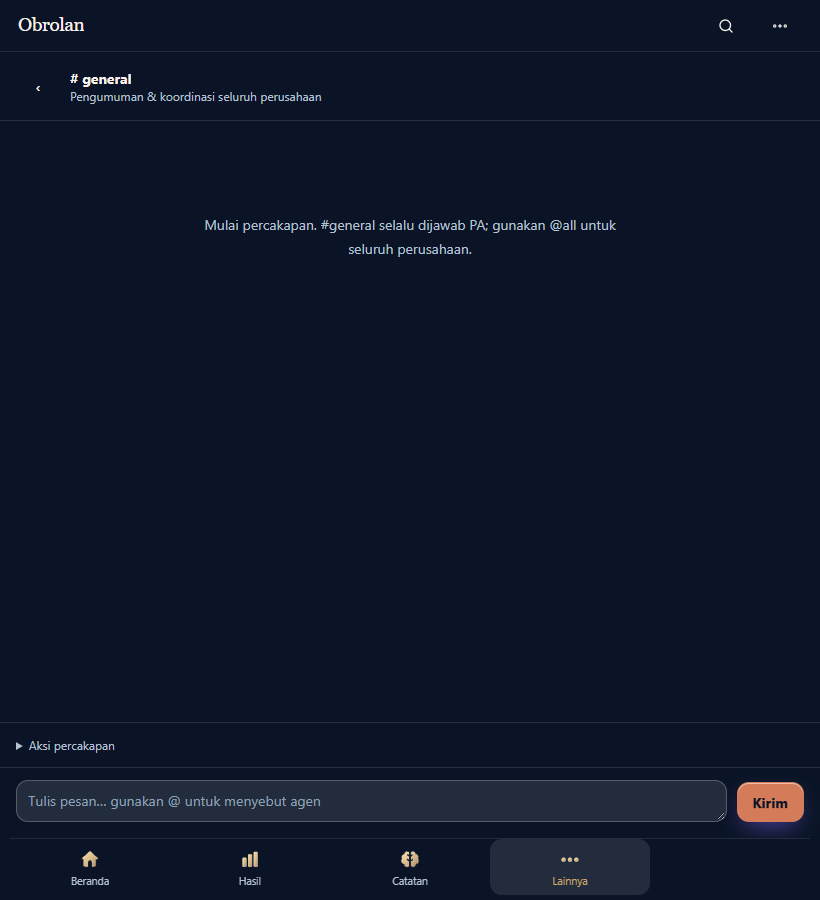 Obrolan
# general
Pengumuman & koordinasi seluruh perusahaan
Mulai percakapan. #general selalu dijawab PA; gunakan @all untuk
seluruh perusahaan.
Aksi percakapan
Tulis pesan... gunakan @ untuk menyebut agen
Kirim
Beranda
Hasil
Catatan
Lainnya